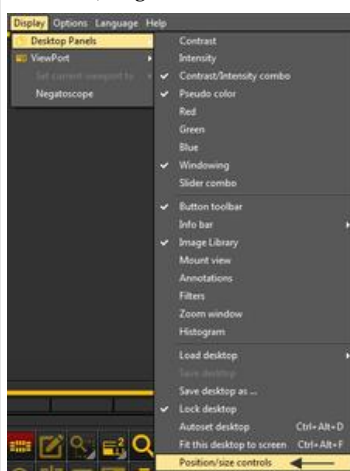 Display Options Language Help
Desktop Panels
ViewPort
Set current viewport to
Negatoscope
Contrast
Intensity
Contrast/Intensity combo
Pseudo color
Red
Green
Blue
Windowing
Slider combo
Button toolbar
Info bar
Image Library
Mount view
Annotations
Filters
Zoom window
Histogram
Load desktop
Save desktop
Save desktop as ...
Lock desktop
Autoset desktop Ctrl+Alt+D
Fit this desktop to screen Ctrl+Alt+F
Position/size controls